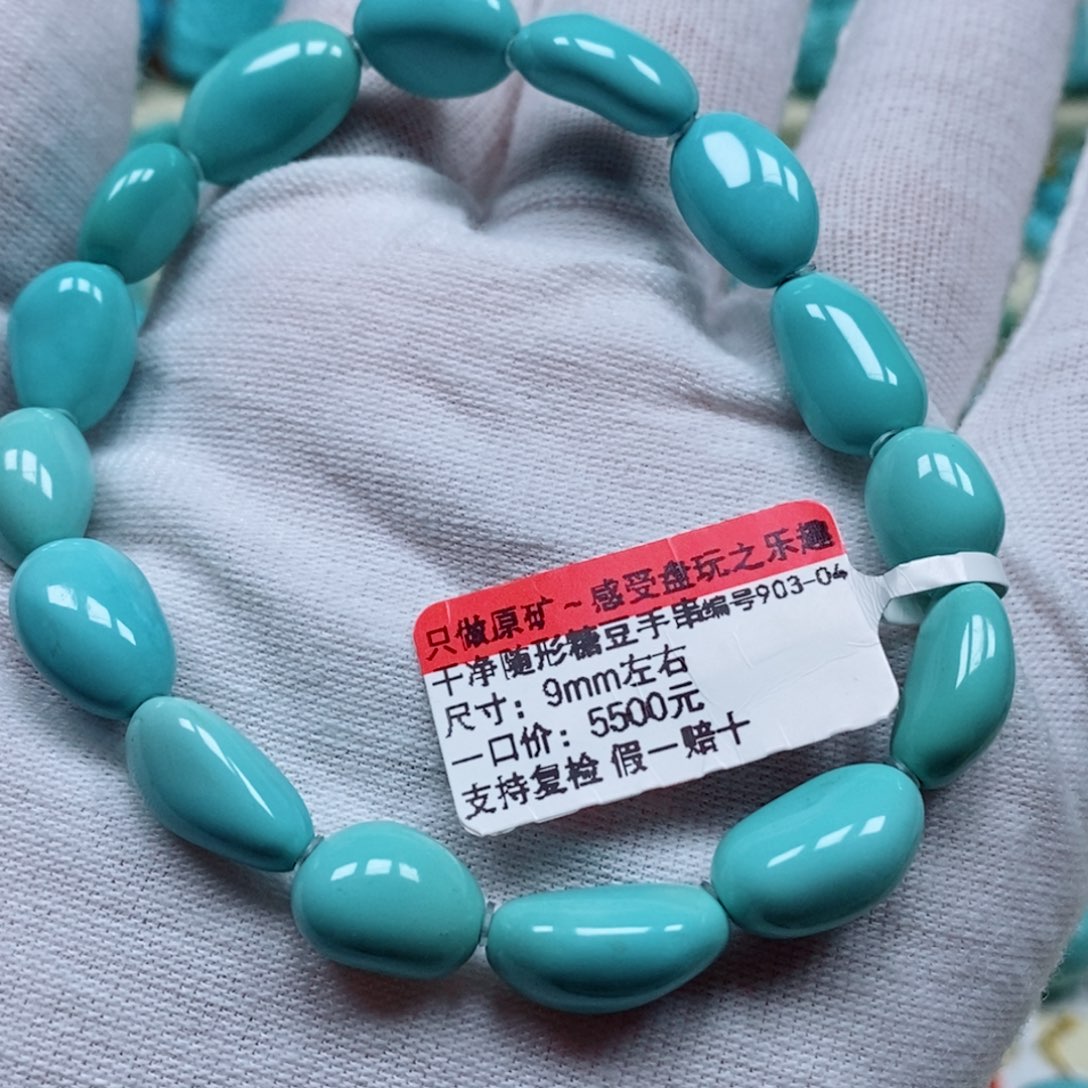 只做原矿~感受盘玩之乐趣
干净随形糖豆手串编号903-04
尺寸：9mm左右
一口价：5500元
支持复检 假一赔十